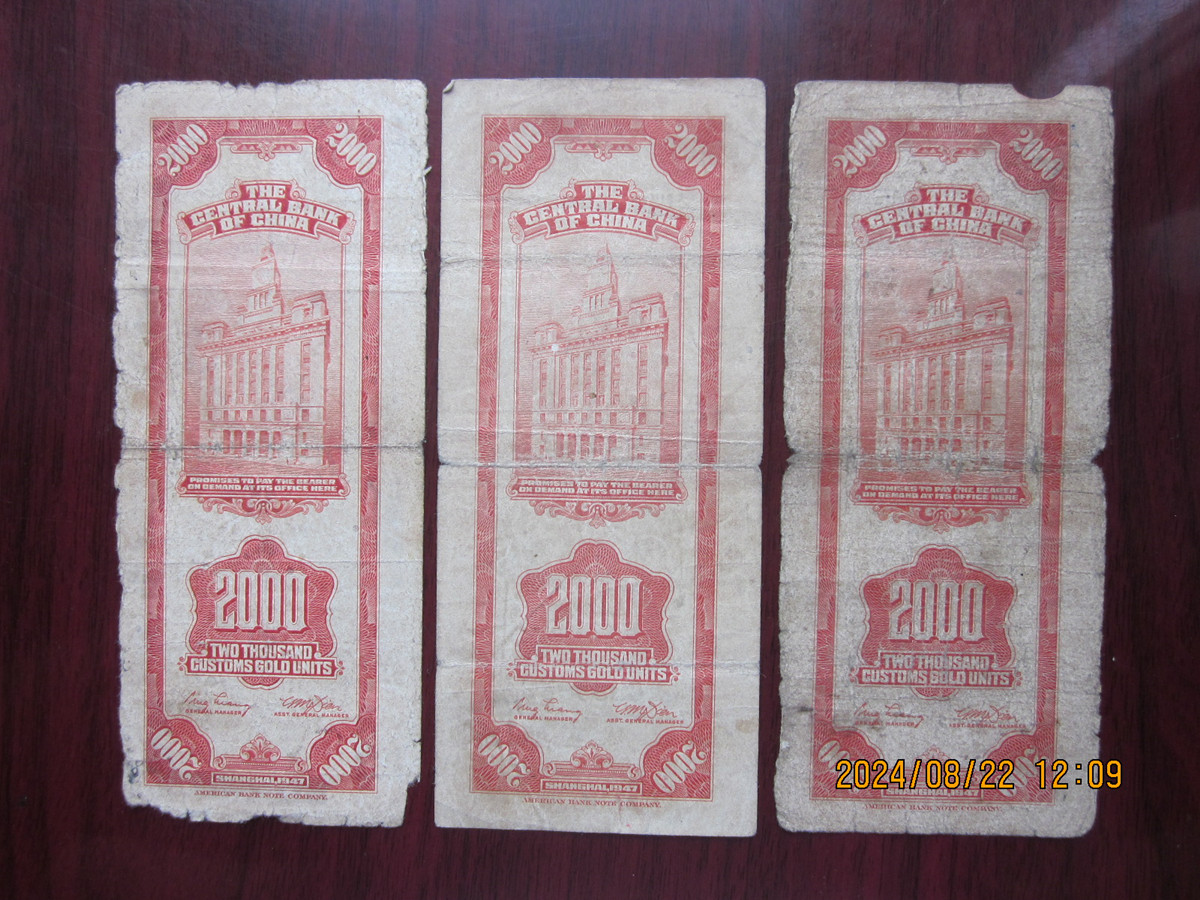 2000 2000
THE
CENTRAL BANK
OF CHINA
PROMISES TO PAY THE BEARER
ON DEMAND AT ITS OFFICE HERE
2000
TWO THOUSAND
CUSTOMS GOLD UNITS
GENERAL MANAGER ASST. GENERAL MANAGER
2000 2000
SHANGHAI, 1947
AMERICAN BANK NOTE COMPANY.
2000 2000
THE
CENTRAL BANK
OF CHINA
PROMISES TO PAY THE BEARER
ON DEMAND AT ITS OFFICE HERE
2000
TWO THOUSAND
CUSTOMS GOLD UNITS
GENERAL MANAGER ASST. GENERAL MANAGER
2000 2000
SHANGHAI, 1947
AMERICAN BANK NOTE COMPANY.
2000 2000
THE
CENTRAL BANK
OF CHINA
PROMISES TO PAY THE BEARER
ON DEMAND AT ITS OFFICE HERE
2000
TWO THOUSAND
CUSTOMS GOLD UNITS
GENERAL MANAGER ASST. GENERAL MANAGER
2024/08/22 12:09
SHANGHAI, 1947
AMERICAN BANK NOTE COMPANY.